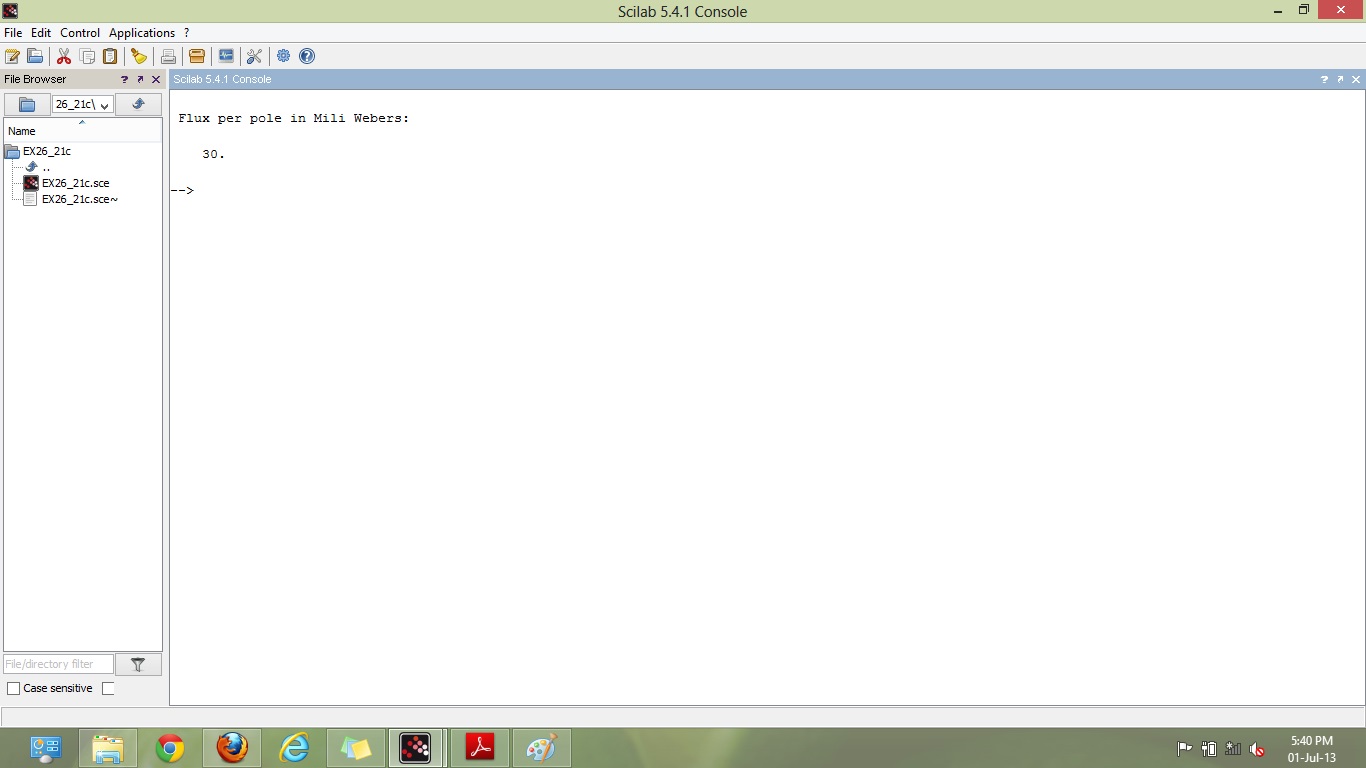 Scilab 5.4.1 Console
File Edit Control Applications ?
File Browser
Scilab 5.4.1 Console
26_21c\
Name
EX26_21c
..
EX26_21c.sce
EX26_21c.sce~
Flux per pole in Mili Webers:
30.
-->
File/directory filter
Case sensitive
5:40 PM
01-Jul-13